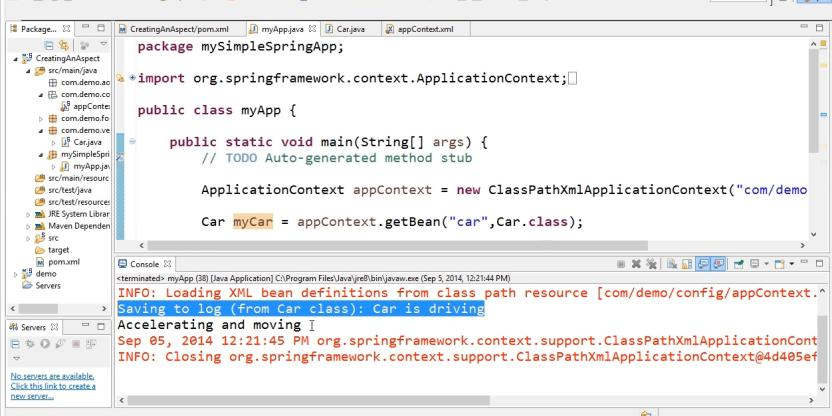 Package...
CreatingAnAspect
src/main/java
com.demo.ao
com.demo.co
appConte
com.demo.fo
com.demo.ve
Car.java
mySimpleSpri
myApp.jav
src/main/resourc
src/test/java
src/test/resources
JRE System Librar
Maven Dependen
src
target
pom.xml
demo
Servers
Servers
No servers are available.
Click this link to create a
new server...
CreatingAnAspect/pom.xml myApp.java Car.java appContext.xml
package mySimpleSpringApp;
import org.springframework.context.ApplicationContext;
public class myApp {
public static void main(String[] args) {
// TODO Auto-generated method stub
ApplicationContext appContext = new ClassPathXmlApplicationContext("com/demo
Car myCar = appContext.getBean("car",Car.class);
Console
<terminated> myApp (38) [Java Application] C:\Program Files\Java\jre8\bin\javaw.exe (Sep 5, 2014, 12:21:44 PM)
INFO: Loading XML bean definitions from class path resource [com/demo/config/appContext.
Saving to log (from Car class): Car is driving
Accelerating and moving
Sep 05, 2014 12:21:45 PM org.springframework.context.support.ClassPathXmlApplicationCont
INFO: Closing org.springframework.context.support.ClassPathXmlApplicationContext@4d405ef